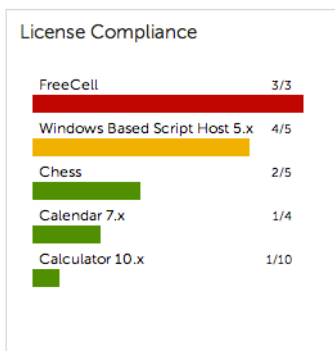 License Compliance
FreeCell 3/3
Windows Based Script Host 5.x 4/5
Chess 2/5
Calendar 7.x 1/4
Calculator 10.x 1/10